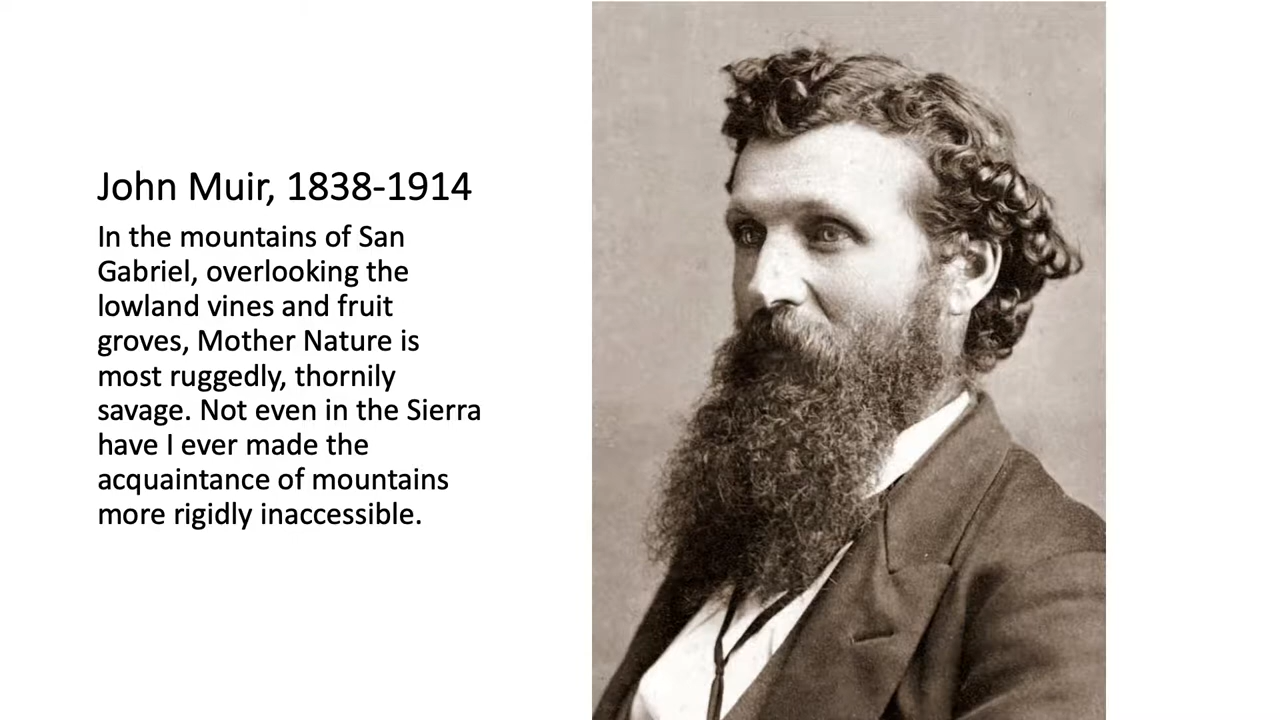 John Muir, 1838-1914
In the mountains of San
Gabriel, overlooking the
lowland vines and fruit
groves, Mother Nature is
most ruggedly, thornily
savage. Not even in the Sierra
have I ever made the
acquaintance of mountains
more rigidly inaccessible.